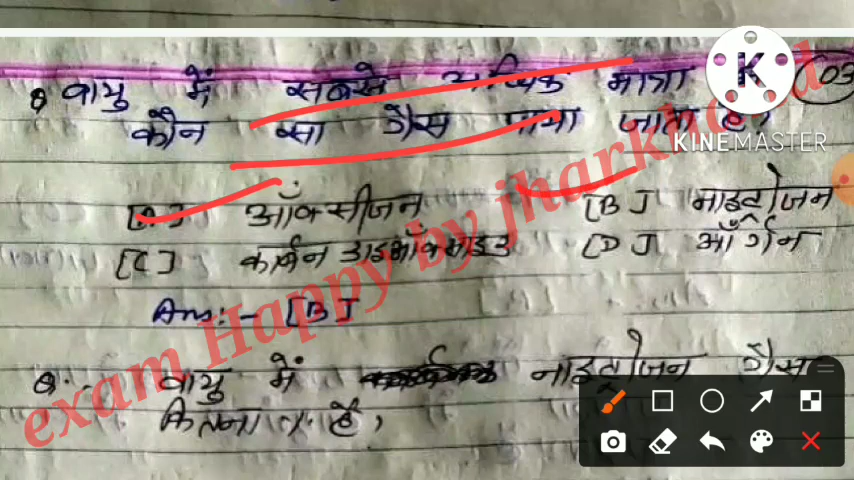 Q वायु में सबसे अधिक मात्रा 03
कौन सा गैस पाया जाता है,
[A] ऑक्सीजन [B] नाइट्रोजन
[C] कार्बन डाइऑक्साइड [D] ऑर्गन
Ans:- [B]
Q:- वायु में नाइट्रोजन गैस
कितना % है,
exam Happy by jharkhand
K
KINEMASTER